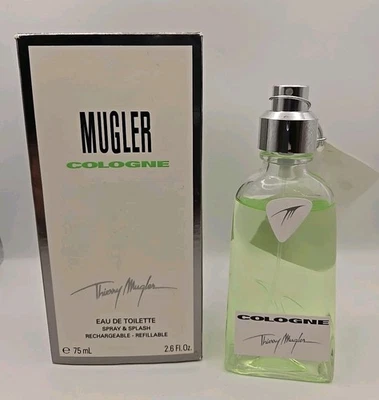 MUGLER
COLOGNE
Thierry Mugler
EAU DE TOILETTE
SPRAY & SPLASH
RECHARGEABLE - REFILLABLE
℮ 75 mL 2.6 Fl.Oz.
TM
COLOGNE
Thierry Mugler